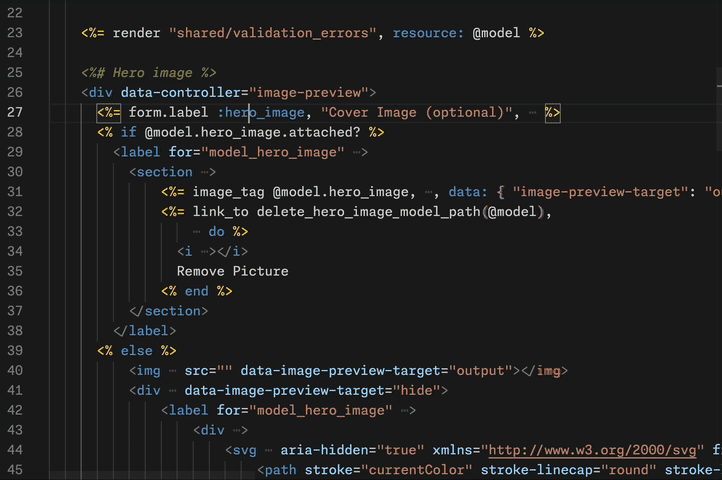 22
23 <%= render "shared/validation_errors", resource: @model %>
24
25 <%# Hero image %>
26 <div data-controller="image-preview">
27 <%= form.label :hero_image, "Cover Image (optional)", ⋯ %>
28 <% if @model.hero_image.attached? %>
29 <label for="model_hero_image" ⋯>
30 <section ⋯>
31 <%= image_tag @model.hero_image, ⋯, data: { "image-preview-target": "ou
32 <%= link_to delete_hero_image_model_path(@model),
33 ⋯ do %>
34 <i ⋯></i>
35 Remove Picture
36 <% end %>
37 </section>
38 </label>
39 <% else %>
40 <img ⋯ src="" data-image-preview-target="output"></img>
41 <div ⋯ data-image-preview-target="hide">
42 <label for="model_hero_image" ⋯>
43 <div ⋯>
44 <svg ⋯ aria-hidden="true" xmlns="http://www.w3.org/2000/svg" f
45 <path stroke="currentColor" stroke-linecap="round" stroke-